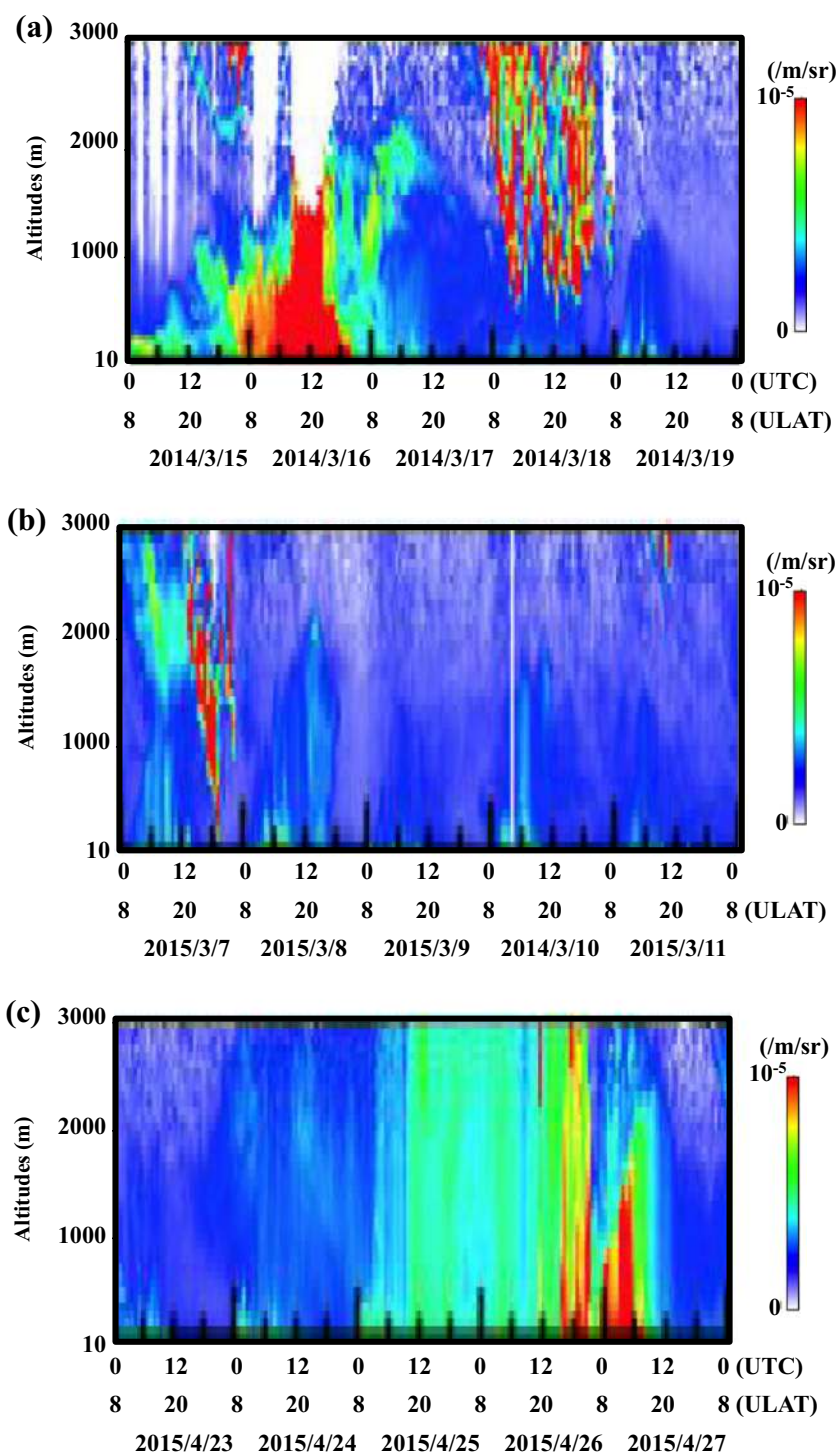 (a)
3000
2000
1000
10
Altitudes (m)
(/m/sr)
10-5
0
0 12 0 12 0 12 0 12 0 12 0 (UTC)
8 20 8 20 8 20 8 20 8 20 8 (ULAT)
2014/3/15 2014/3/16 2014/3/17 2014/3/18 2014/3/19
(b)
3000
2000
1000
10
Altitudes (m)
(/m/sr)
10-5
0
0 12 0 12 0 12 0 12 0 12 0
8 20 8 20 8 20 8 20 8 20 8 (ULAT)
2015/3/7 2015/3/8 2015/3/9 2014/3/10 2015/3/11
(c)
3000
2000
1000
10
Altitudes (m)
(/m/sr)
10-5
0
0 12 0 12 0 12 0 12 0 12 0 (UTC)
8 20 8 20 8 20 8 20 8 20 8 (ULAT)
2015/4/23 2015/4/24 2015/4/25 2015/4/26 2015/4/27